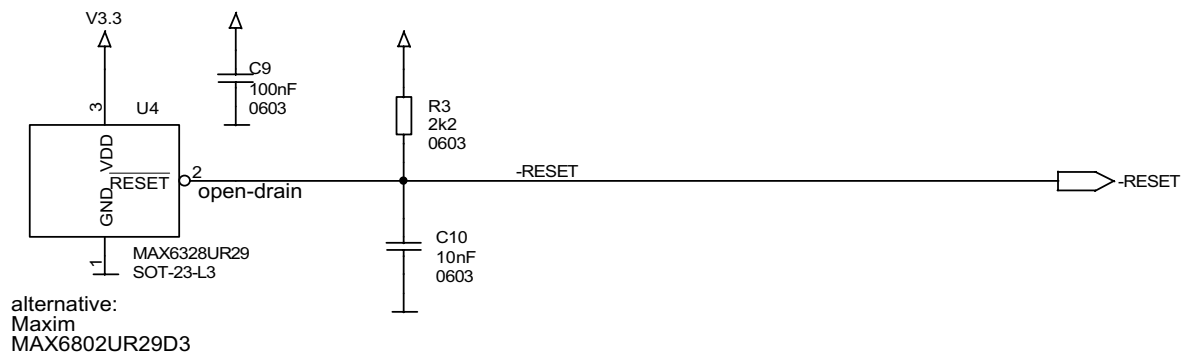 V3.3
C9
100nF
0603
3
U4
R3
2k2
0603
VDD
RESET
GND
2
open-drain
-RESET
-RESET
1
MAX6328UR29
SOT-23-L3
C10
10nF
0603
alternative:
Maxim
MAX6802UR29D3